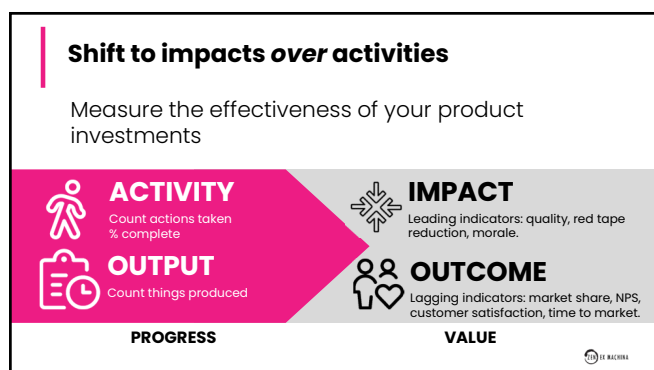 Shift to impacts over activities
Measure the effectiveness of your product
investments
ACTIVITY
Count actions taken
% complete
OUTPUT
Count things produced
IMPACT
Leading indicators: quality, red tape
reduction, morale.
OUTCOME
Lagging indicators: market share, NPS,
customer satisfaction, time to market.
PROGRESS
VALUE
ZEN EX MACHINA